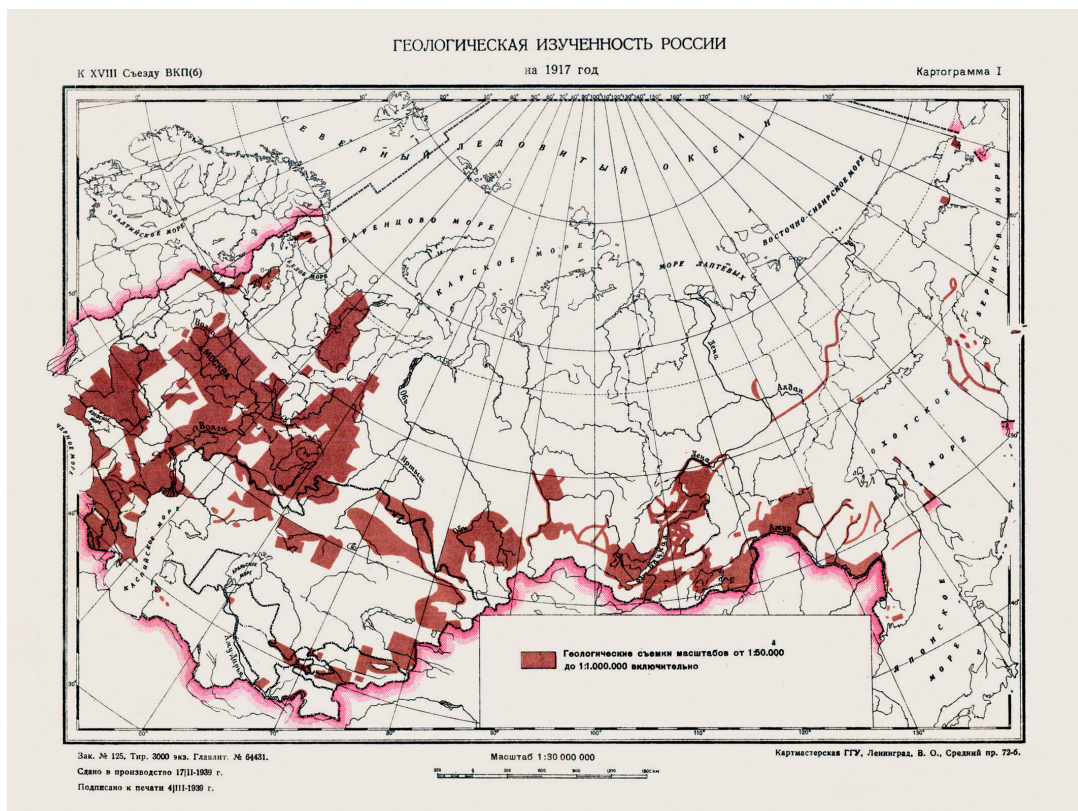 ГЕОЛОГИЧЕСКАЯ ИЗУЧЕННОСТЬ РОССИИ
К XVIII Съезду ВКП(б)
на 1917 год
Картограмма I
СЕВЕРНЫЙ ЛЕДОВИТЫЙ ОКЕАН
БАЛТИЙСКОЕ МОРЕ
БЕЛОЕ МОРЕ
БАРЕНЦОВО МОРЕ
КАРСКОЕ МОРЕ
МОРЕ ЛАПТЕВЫХ
ВОСТОЧНО-СИБИРСКОЕ МОРЕ
БЕРИНГОВО МОРЕ
Волга
МОСКВА
Обь
Лена
Алдан
ОХОТСКОЕ МОРЕ
ЧЕРНОЕ МОРЕ
Волга
Иртыш
Лена
Амур
КАСПИЙСКОЕ МОРЕ
АРАЛЬСКОЕ МОРЕ
Аму Дарья
ЯПОНСКОЕ МОРЕ
Геологические съемки масштабов от 1:50.000
до 1:1.000.000 включительно
Зак. № 125. Тир. 3000 экз. Главлит. № 64431.
Сдано в производство 17|II-1939 г.
Подписано к печати 4|III-1939 г.
Масштаб 1:30 000 000
Картмастерская ГГУ, Ленинград, В. О., Средний пр. 72-б.